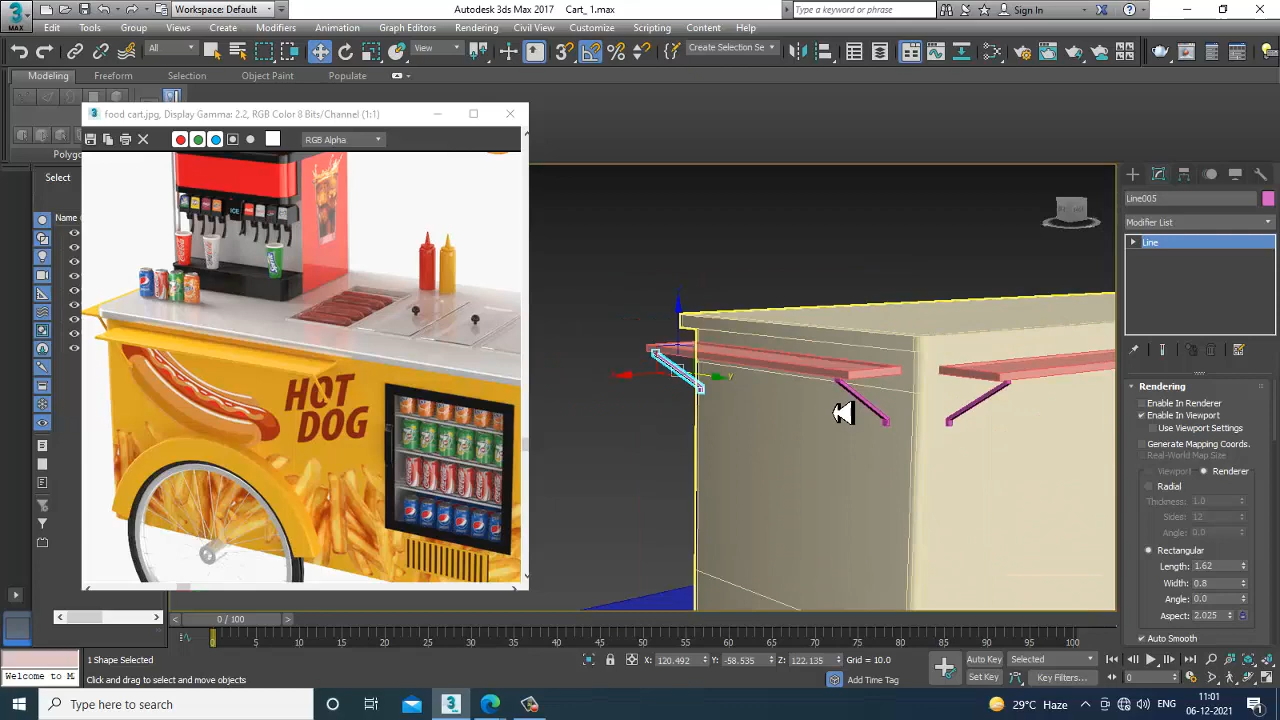 Workspace: Default
Autodesk 3ds Max 2017 Cart_ 1.max
Type a keyword or phrase
Sign In
MAX
Edit Tools Group Views Create Modifiers Animation Graph Editors Rendering Civil View Customize Scripting Content
All
View
Create Selection Se
Modeling Freeform Selection Object Paint Populate
food cart.jpg, Display Gamma: 2.2, RGB Color 8 Bits/Channel (1:1)
RGB Alpha
Polygo
Select
Name
ICE
HOT
DOG
Line005
Modifier List
Line
Rendering
Enable In Renderer
Enable In Viewport
Use Viewport Settings
Generate Mapping Coords.
Real-World Map Size
Viewport Renderer
Radial
Thickness: 1.0
Sides: 12
Angle: 0.0
Rectangular
Length: 1.62
Width: 0.8
Angle: 0.0
Aspect: 2.025
Auto Smooth
0 / 100
0 5 10 15 20 25 30 35 40 45 50 55 60 65 70 75 80 85 90 95 100
1 Shape Selected
X: 120.492 Y: -58.535 Z: 122.135 Grid = 10.0
Auto Key Selected
Welcome to M
Click and drag to select and move objects
Add Time Tag
Set Key Key Filters...
0
Type here to search
29°C Haze
ENG
11:01
06-12-2021